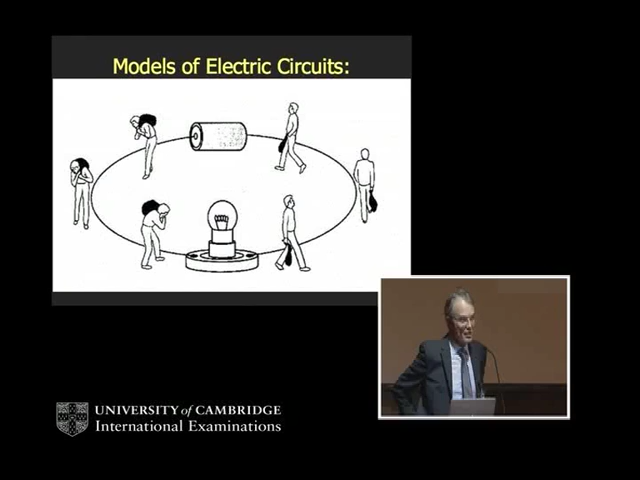 Models of Electric Circuits:
UNIVERSITY of CAMBRIDGE
International Examinations